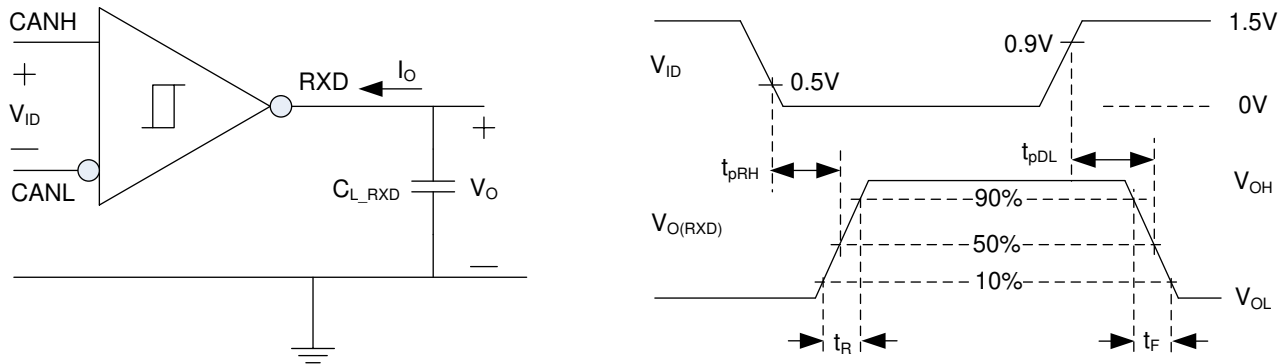 CANH
RXD
I_O
+
V_ID
—
CANL
C_L_RXD
+
V_O
—
1.5V
0.9V
V_ID
0.5V
0V
t_pRH
t_pDL
V_OH
90%
V_O(RXD)
50%
10%
V_OL
t_R
t_F